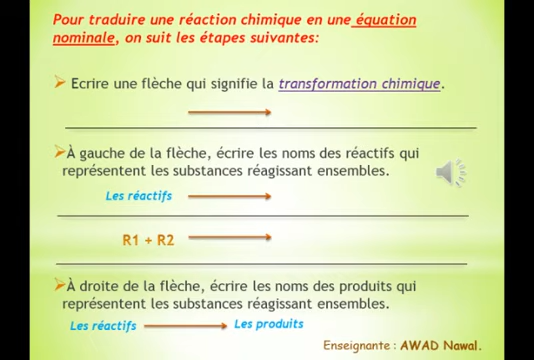 Pour traduire une réaction chimique en une équation
nominale, on suit les étapes suivantes:
Ecrire une flèche qui signifie la transformation chimique.
À gauche de la flèche, écrire les noms des réactifs qui
représentent les substances réagissant ensembles.
Les réactifs
R1 + R2
À droite de la flèche, écrire les noms des produits qui
représentent les substances réagissant ensembles.
Les réactifs Les produits
Enseignante : AWAD Nawal.